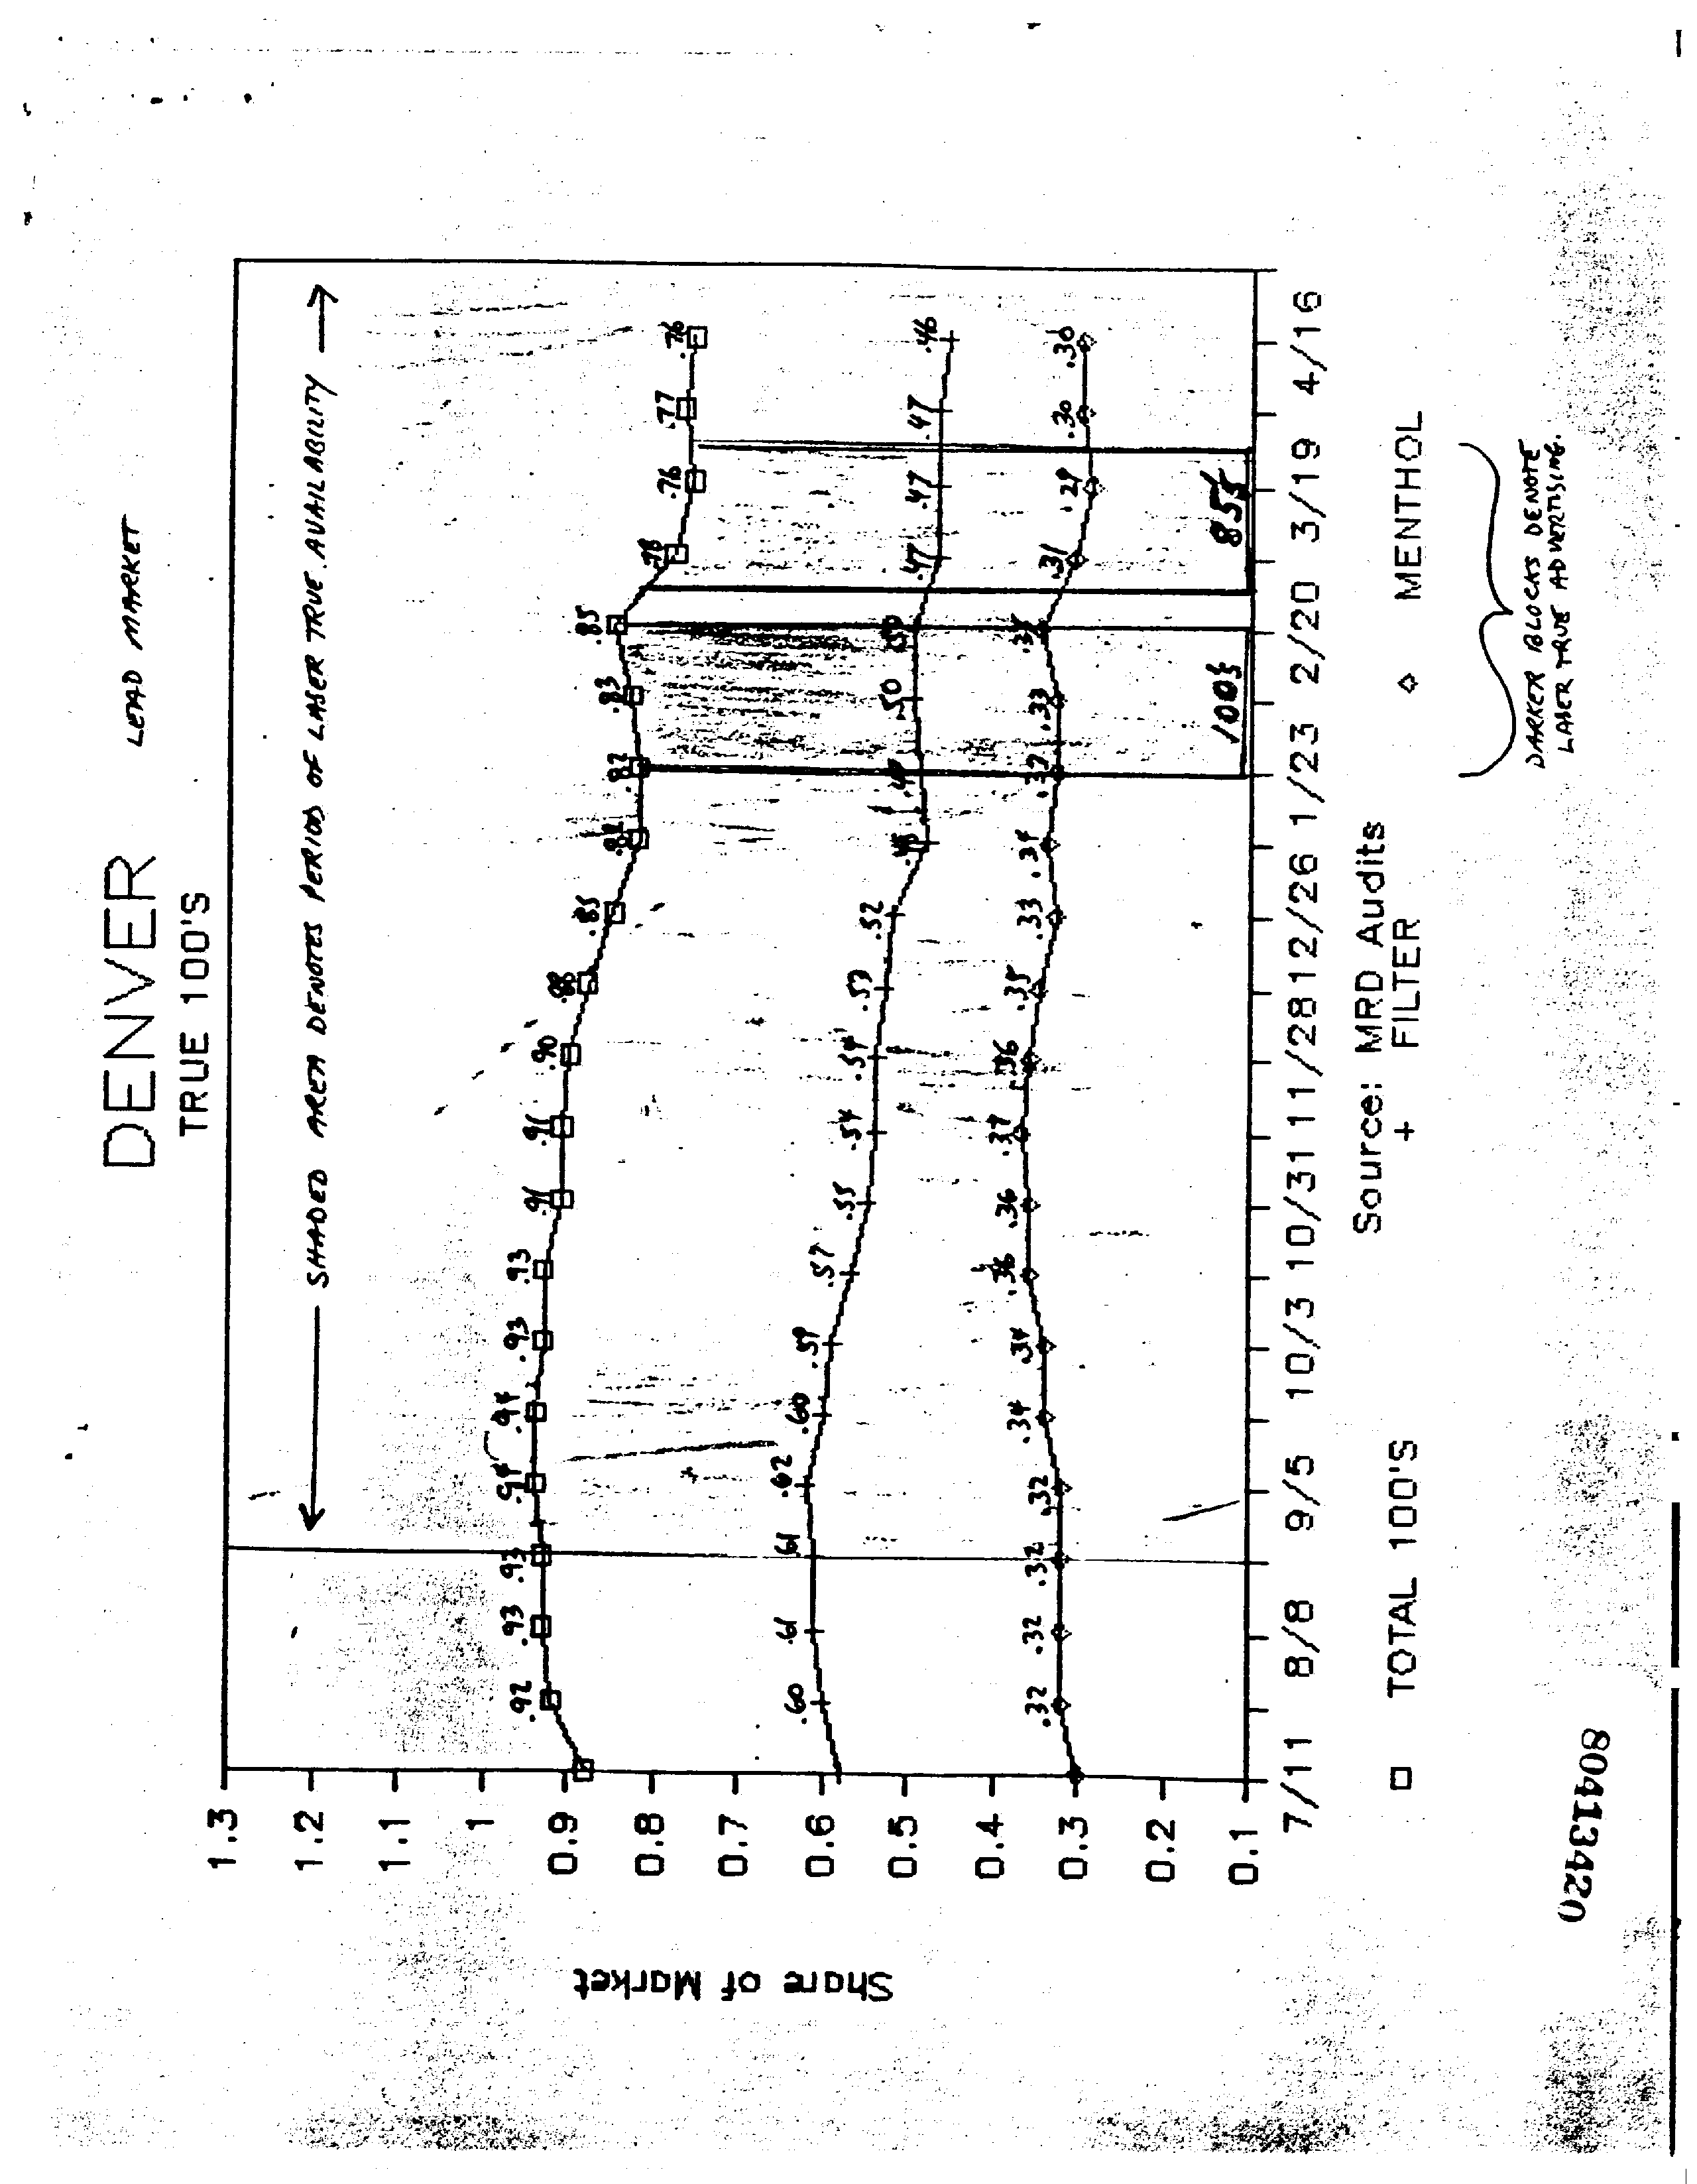 DENVER LEAD MARKET
TRUE 100'S
SHADED AREA DENOTES PERIOD OF LASER TRUE AVAILABILITY
Share of Market
1.3
1.2
1.1
1
0.9
0.8
0.7
0.6
0.5
0.4
0.3
0.2
0.1
.92 .93 .93 .94 .94 .93 .93 .91 .91 .90 .88 .85 .82 .82 .83 .85 .78 .76 .77 .76
.60 .61 .61 .62 .60 .59 .57 .55 .54 .54 .53 .52 .48 .50 .50 .47 .47 .47 .46
.32 .32 .32 .32 .34 .34 .36 .36 .37 .36 .35 .33 .34 .32 .33 .31 .29 .30 .30
100's 85's
7/11 8/8 9/5 10/3 10/31 11/28 12/26 1/23 2/20 3/19 4/16
Source: MRD Audits
□ TOTAL 100'S + FILTER ◇ MENTHOL
DARKER BLOCKS DENOTE
LASER TRUE ADVERTISING.
80413420